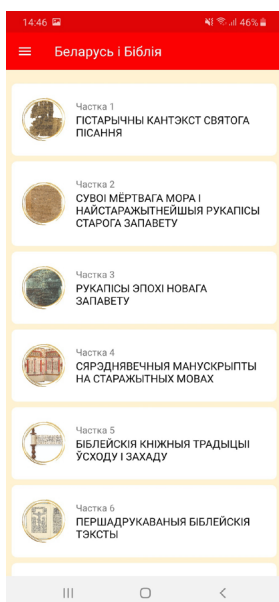 14:46 46%
Беларусь і Біблія
Частка 1
ГІСТАРЫЧНЫ КАНТЭКСТ СВЯТОГА
ПІСАННЯ
Частка 2
СУВОІ МЁРТВАГА МОРА І
НАЙСТАРАЖЫТНЕЙШЫЯ РУКАПІСЫ
СТАРОГА ЗАПАВЕТУ
Частка 3
РУКАПІСЫ ЭПОХІ НОВАГА
ЗАПАВЕТУ
Частка 4
СЯРЭДНЯВЕЧНЫЯ МАНУСКРЫПТЫ
НА СТАРАЖЫТНЫХ МОВАХ
Частка 5
БІБЛЕЙСКІЯ КНІЖНЫЯ ТРАДЫЦЫІ
ЎСХОДУ І ЗАХАДУ
Частка 6
ПЕРШАДРУКАВАНЫЯ БІБЛЕЙСКІЯ
ТЭКСТЫ